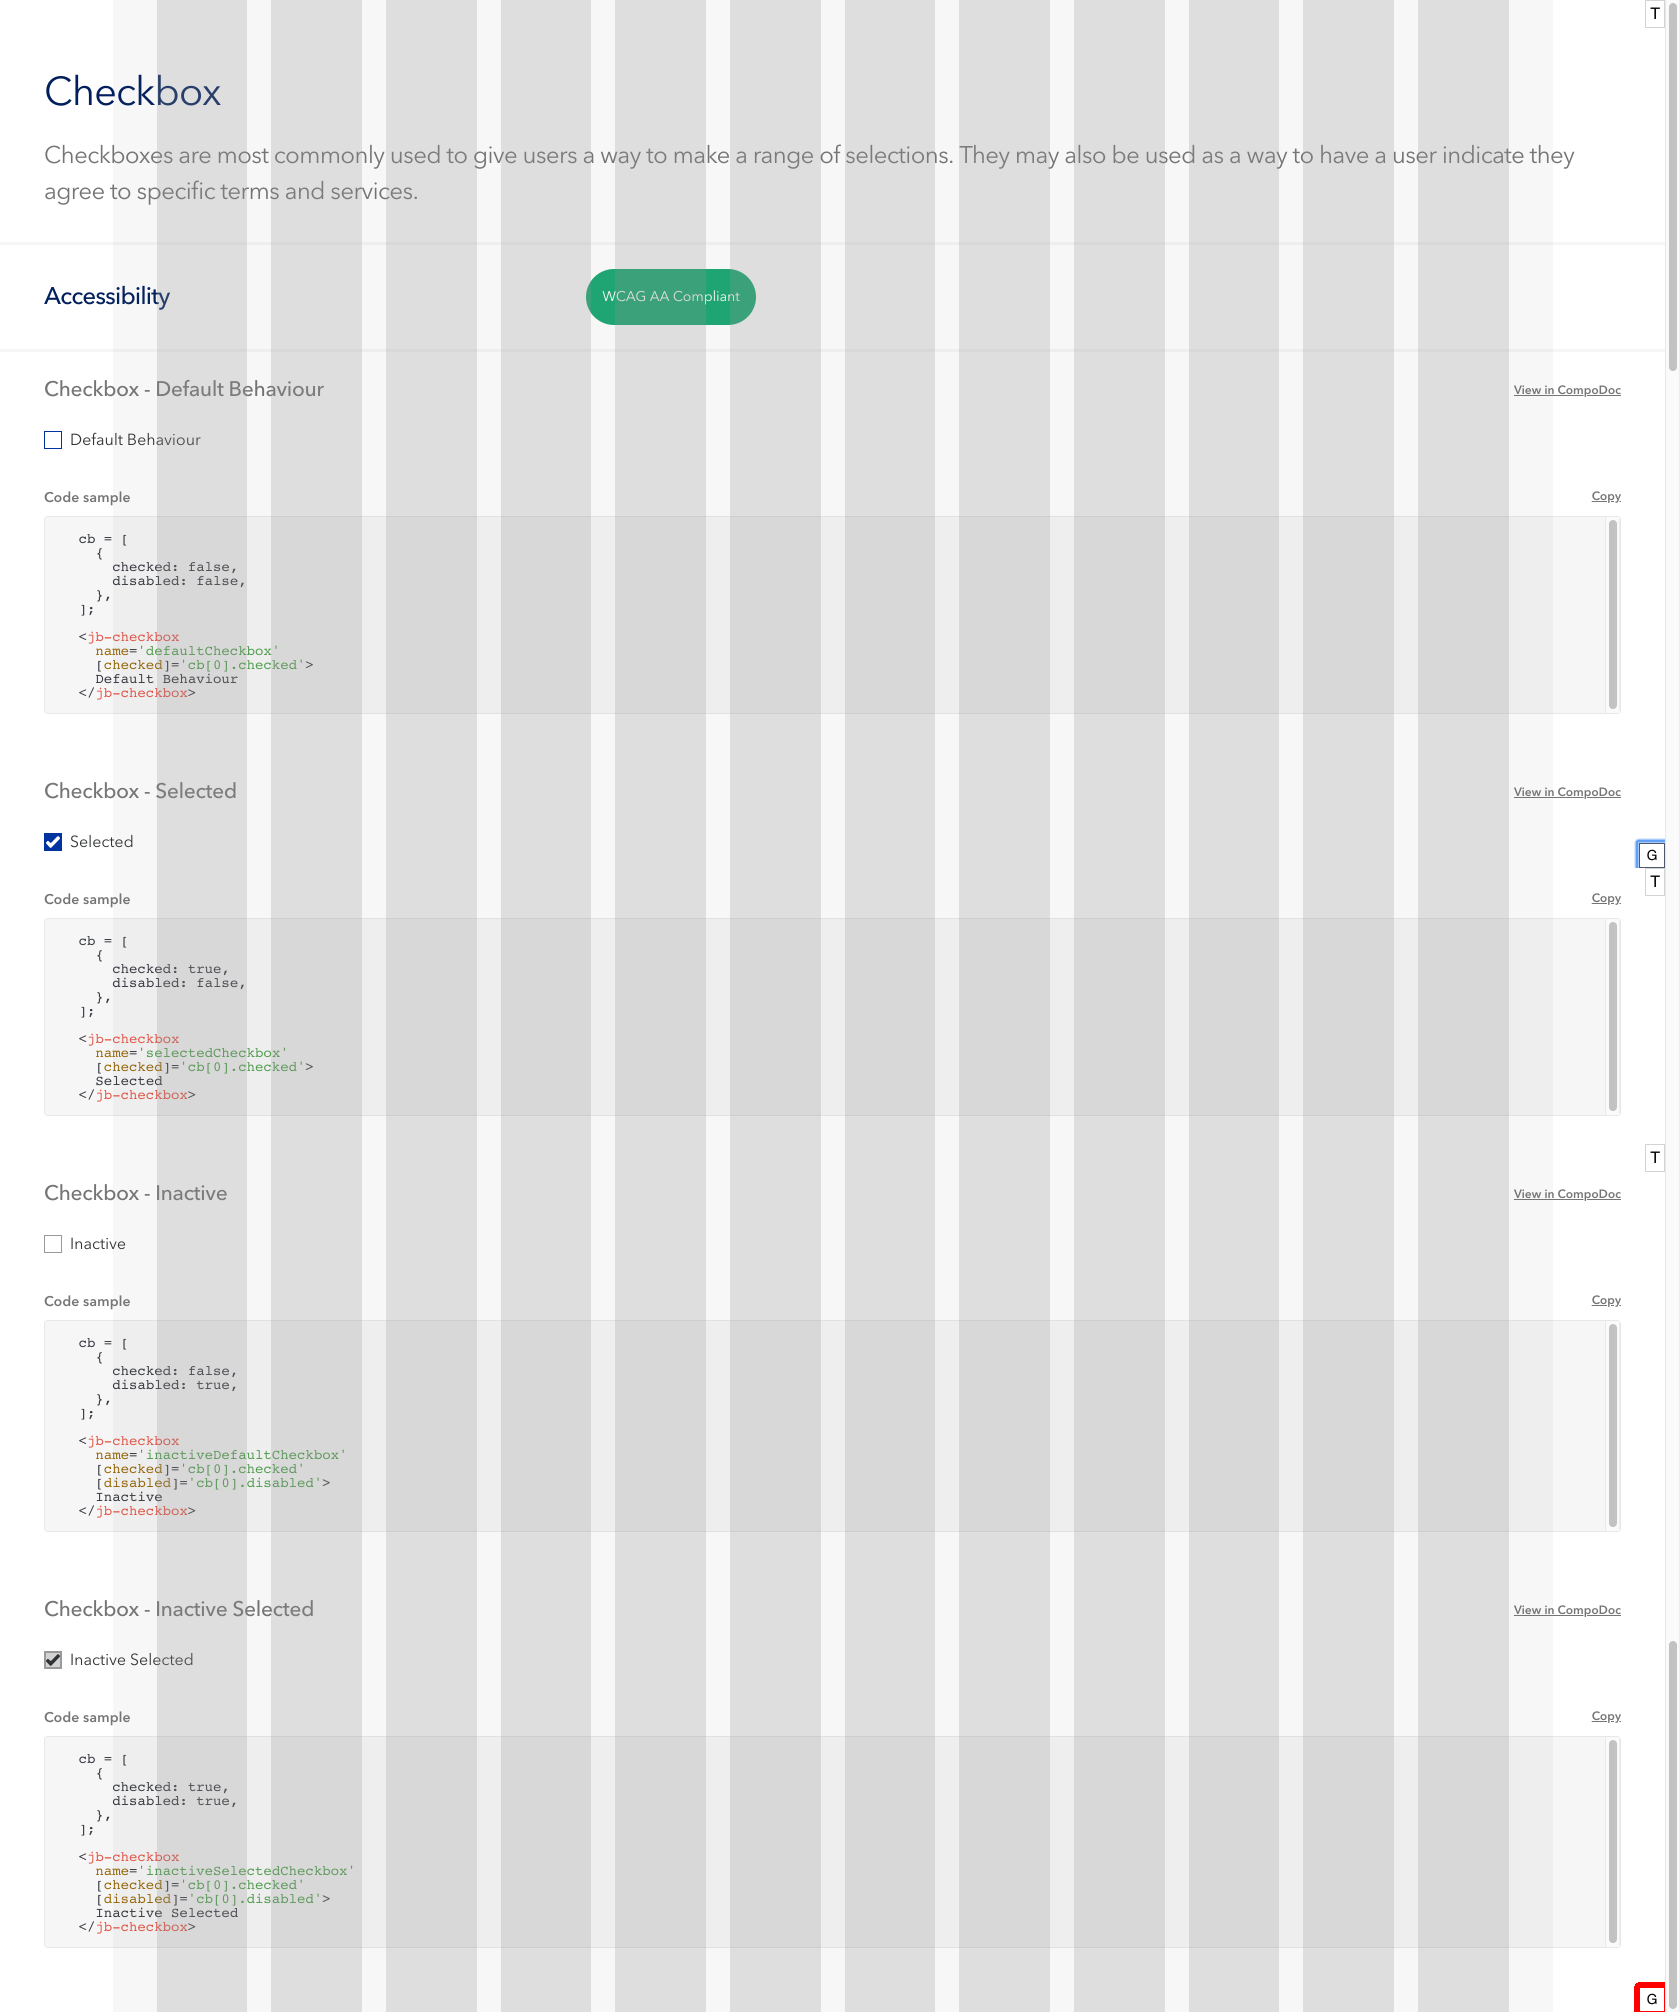 T
Checkbox
Checkboxes are most commonly used to give users a way to make a range of selections. They may also be used as a way to have a user indicate they
agree to specific terms and services.
Accessibility
WCAG AA Compliant
Checkbox - Default Behaviour
View in CompoDoc
Default Behaviour
Code sample
Copy
cb = [
{
checked: false,
disabled: false,
},
];
<jb-checkbox
name='defaultCheckbox'
[checked]='cb[0].checked'>
Default Behaviour
</jb-checkbox>
Checkbox - Selected
View in CompoDoc
Selected
G
T
Code sample
Copy
cb = [
{
checked: true,
disabled: false,
},
];
<jb-checkbox
name='selectedCheckbox'
[checked]='cb[0].checked'>
Selected
</jb-checkbox>
T
Checkbox - Inactive
View in CompoDoc
Inactive
Code sample
Copy
cb = [
{
checked: false,
disabled: true,
},
];
<jb-checkbox
name='inactiveDefaultCheckbox'
[checked]='cb[0].checked'
[disabled]='cb[0].disabled'>
Inactive
</jb-checkbox>
Checkbox - Inactive Selected
View in CompoDoc
Inactive Selected
Code sample
Copy
cb = [
{
checked: true,
disabled: true,
},
];
<jb-checkbox
name='inactiveSelectedCheckbox'
[checked]='cb[0].checked'
[disabled]='cb[0].disabled'>
Inactive Selected
</jb-checkbox>
G